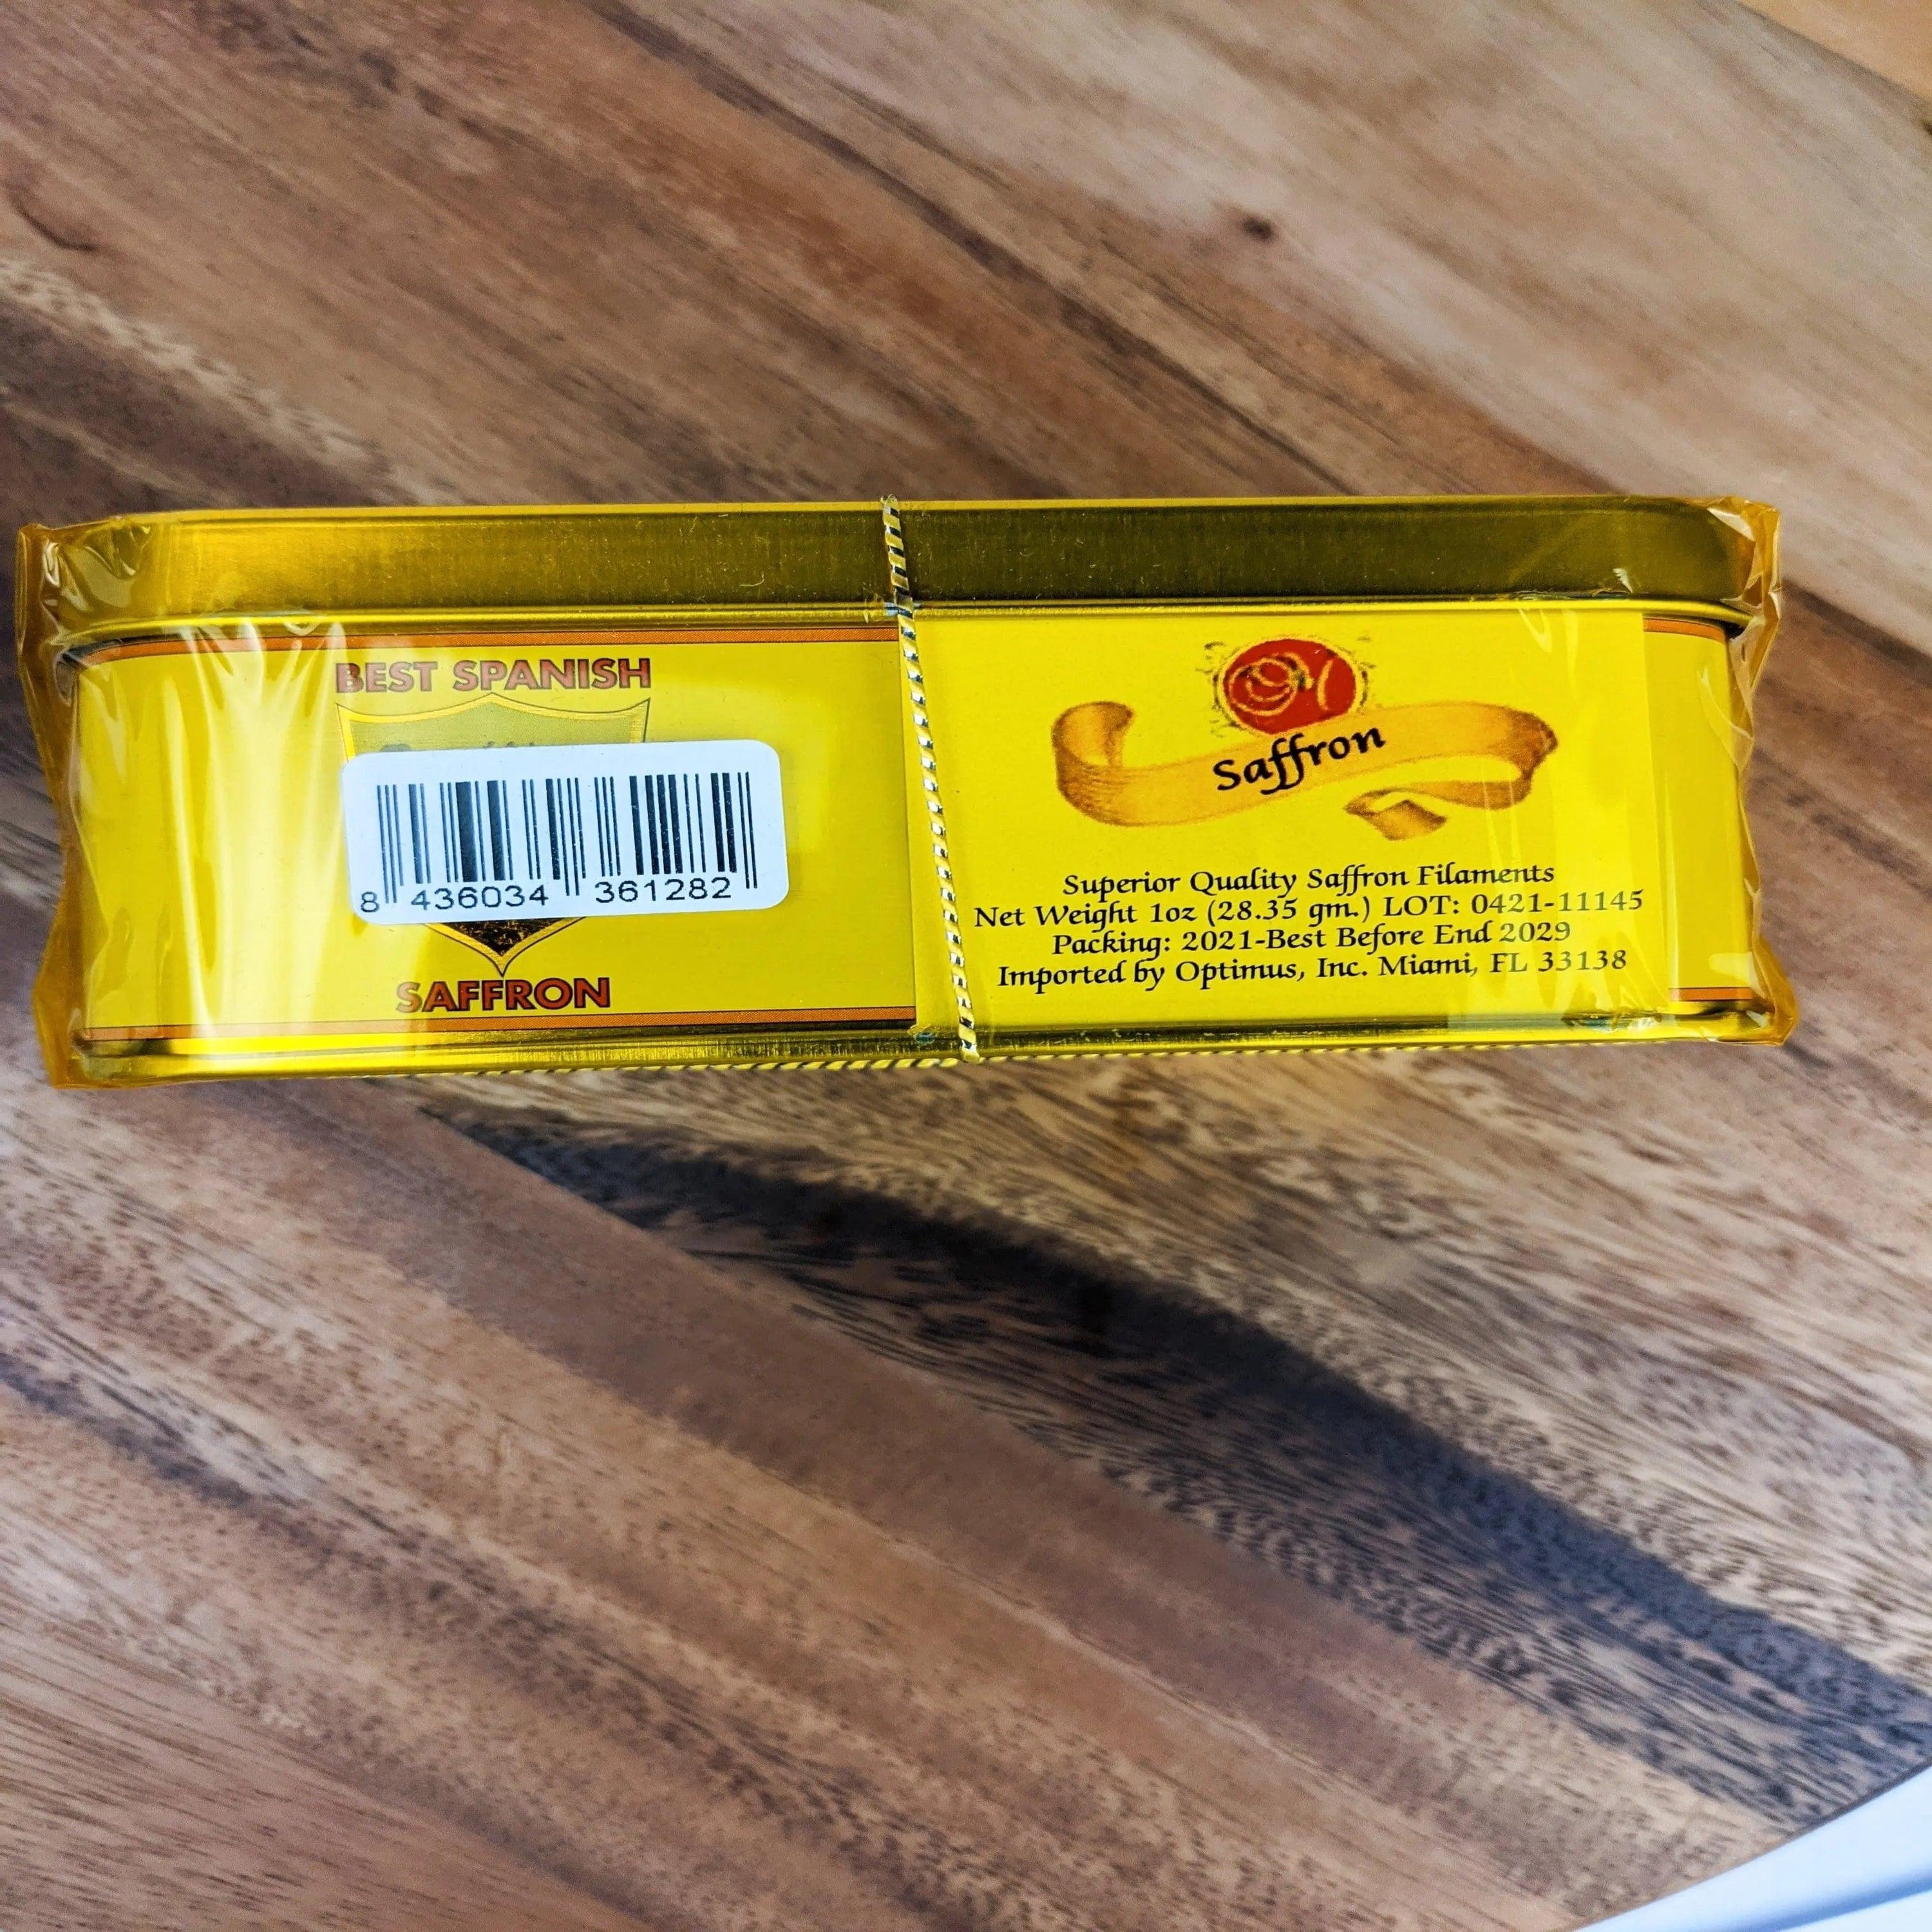 BEST SPANISH
8 436034 361282
SAFFRON
Saffron
Superior Quality Saffron Filaments
Net Weight 1oz (28.35 gm.) LOT: 0421-11145
Packing: 2021-Best Before End 2029
Imported by Optimus, Inc. Miami, FL 33138